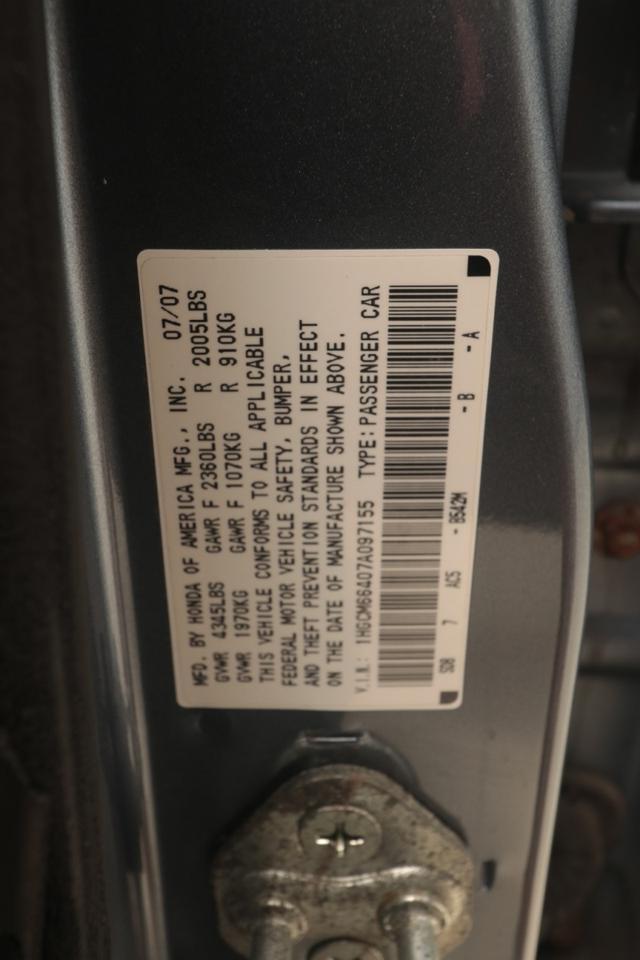 MFD. BY HONDA OF AMERICA MFG., INC. 07/07
GVWR 4345LBS GAWR F 2360LBS R 2005LBS
GVWR 1970KG GAWR F 1070KG R 910KG
THIS VEHICLE CONFORMS TO ALL APPLICABLE
FEDERAL MOTOR VEHICLE SAFETY, BUMPER,
AND THEFT PREVENTION STANDARDS IN EFFECT
ON THE DATE OF MANUFACTURE SHOWN ABOVE.
V.I.N.: 1HGCM66407A097155 TYPE:PASSENGER CAR
SDB 7 AC5 - B542M - B - A